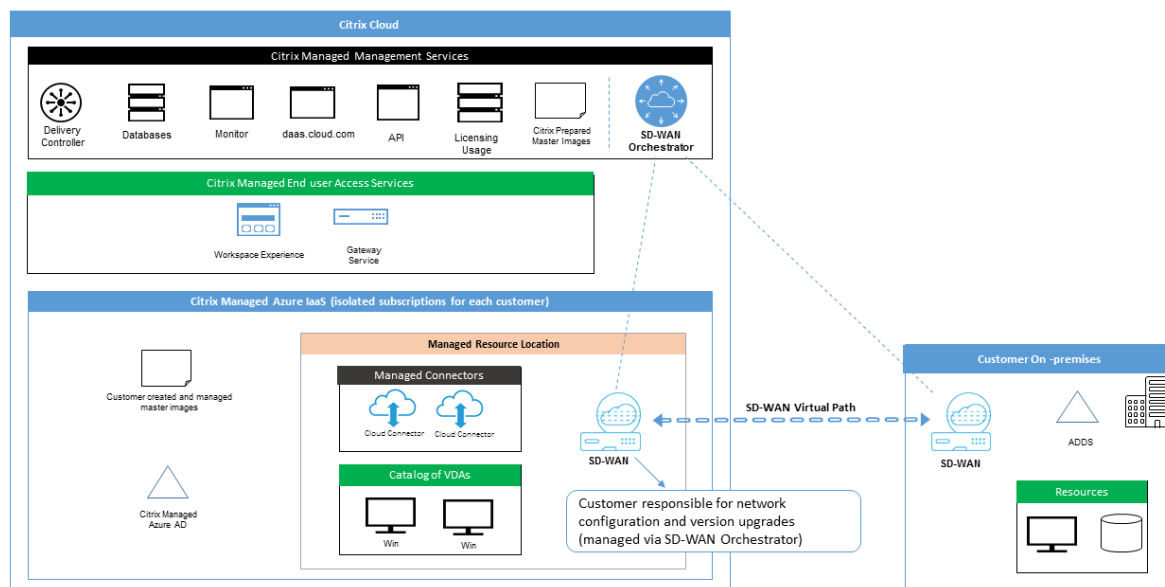 Citrix Cloud
Citrix Managed Management Services
Delivery
Controller
Databases
Monitor
daas.cloud.com
API
Licensing
Usage
Citrix Prepared
Master Images
SD-WAN
Orchestrator
Citrix Managed End user Access Services
Workspace Experience
Gateway
Service
Citrix Managed Azure IaaS (isolated subscriptions for each customer)
Customer created and managed
master images
Citrix Managed
Azure AD
Managed Resource Location
Managed Connectors
Cloud Connector
Cloud Connector
Catalog of VDAs
Win
Win
SD-WAN
SD-WAN Virtual Path
Customer responsible for network
configuration and version upgrades
(managed via SD-WAN Orchestrator)
Customer On -premises
SD-WAN
ADDS
Resources